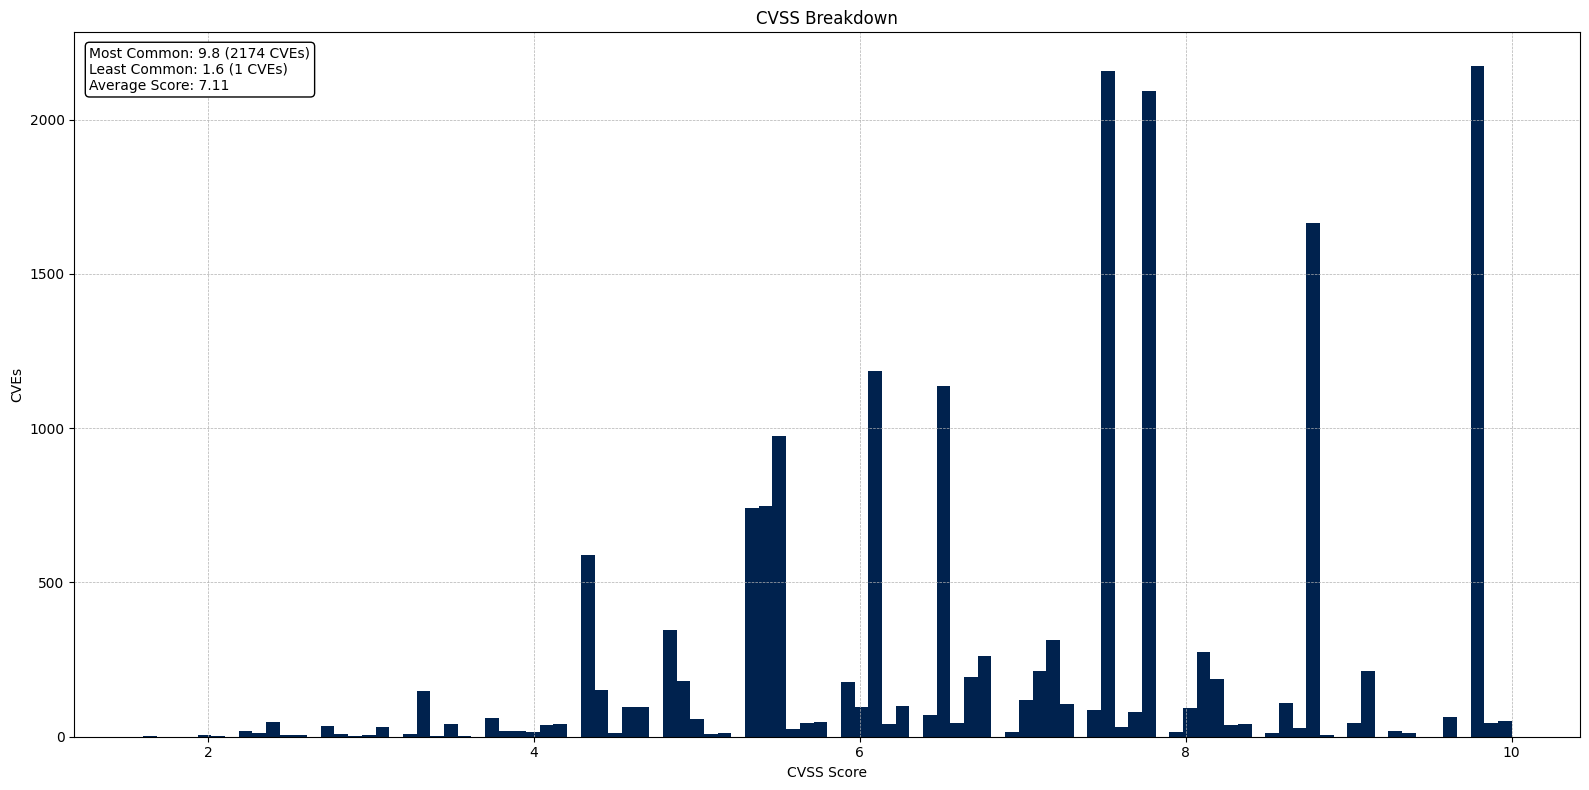 CVSS Breakdown
Most Common: 9.8 (2174 CVEs)
Least Common: 1.6 (1 CVEs)
Average Score: 7.11
2000
1500
1000
500
0
CVEs
2 4 6 8 10
CVSS Score